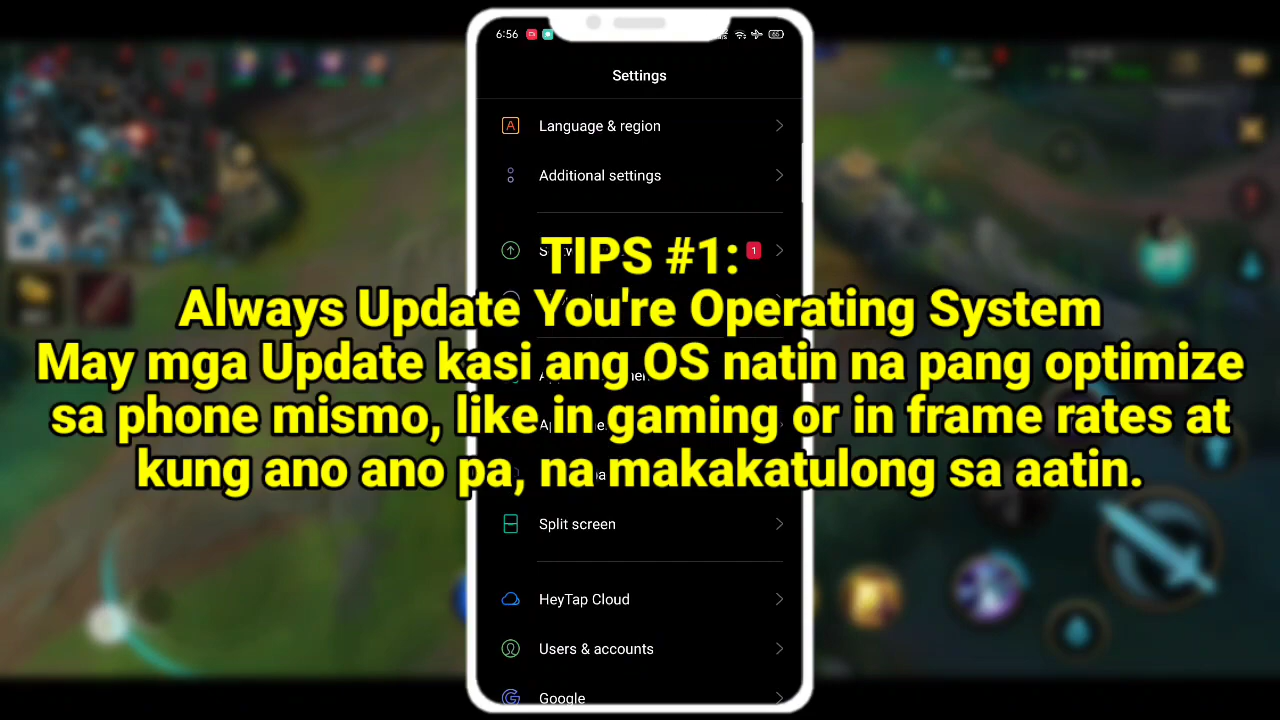 6:56
Settings
Language & region
Additional settings
1
TIPS #1:
Always Update You're Operating System
May mga Update kasi ang OS natin na pang optimize
sa phone mismo, like in gaming or in frame rates at
kung ano ano pa, na makakatulong sa aatin.
Split screen
HeyTap Cloud
Users & accounts
Google